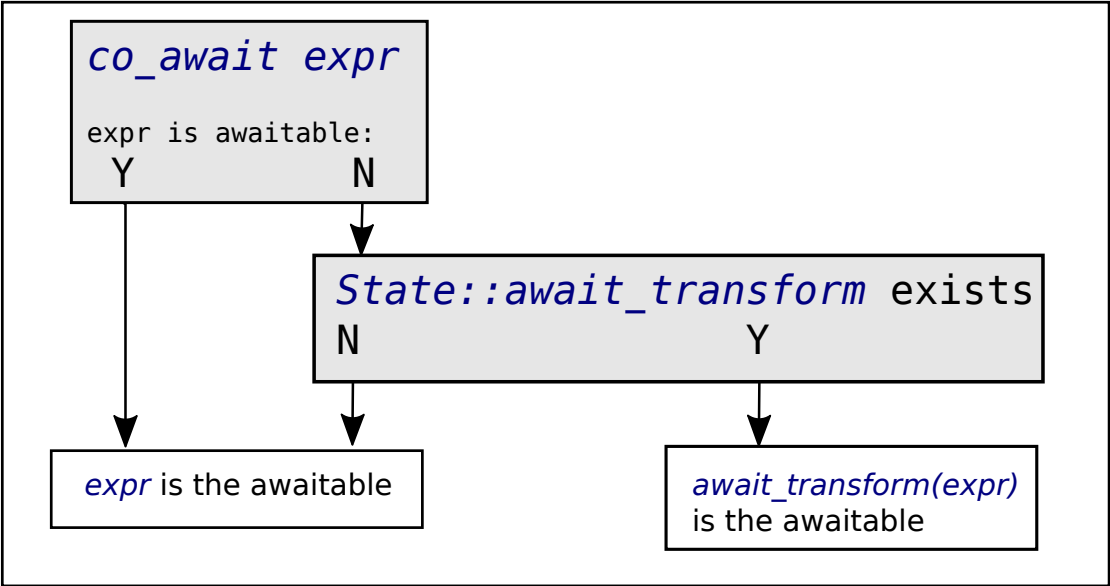 co_await expr
expr is awaitable:
Y N
State::await_transform exists
N Y
expr is the awaitable
await_transform(expr)
is the awaitable